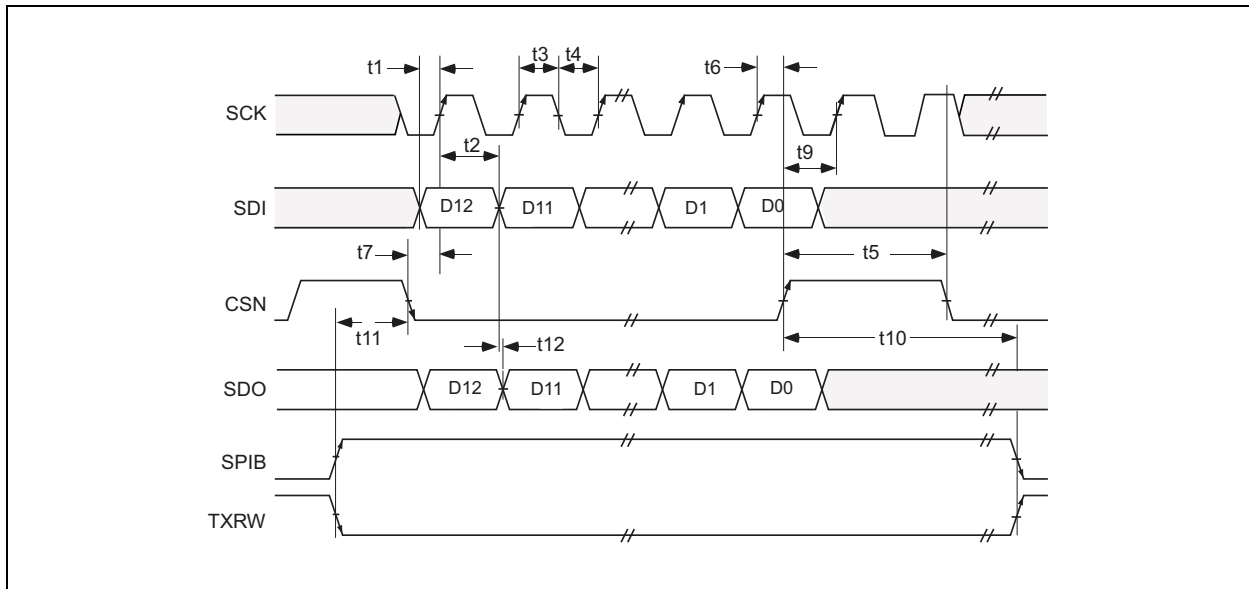 t3 t4
t1 t6
SCK
t2 t9
SDI D12 D11 D1 D0
t7 t5
CSN
t11 t12 t10
SDO D12 D11 D1 D0
SPIB
TXRW